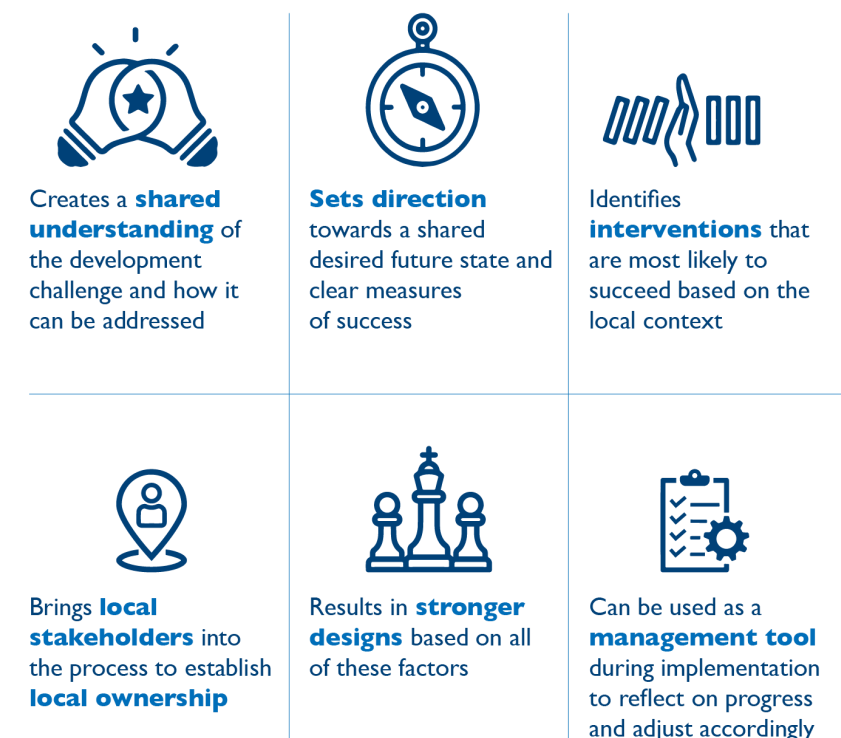 Creates a shared
understanding of
the development
challenge and how it
can be addressed
Sets direction
towards a shared
desired future state and
clear measures
of success
Identifies
interventions that
are most likely to
succeed based on the
local context
Brings local
stakeholders into
the process to establish
local ownership
Results in stronger
designs based on all
of these factors
Can be used as a
management tool
during implementation
to reflect on progress
and adjust accordingly